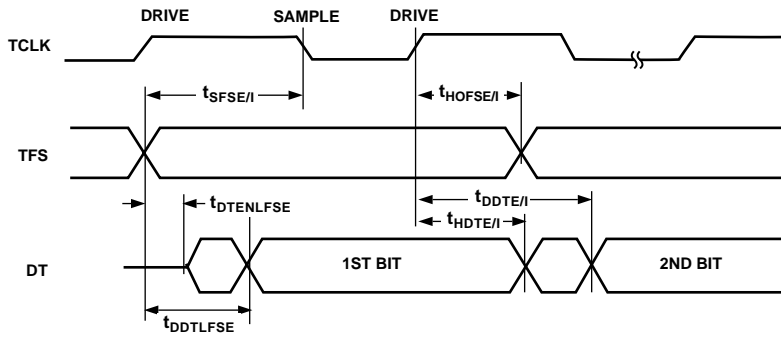 DRIVE SAMPLE DRIVE
TCLK
tSFSE/I
tHOFSE/I
TFS
tDDTE/I
tDTENLFSE
tHDTE/I
DT
1ST BIT
2ND BIT
tDDTLFSE